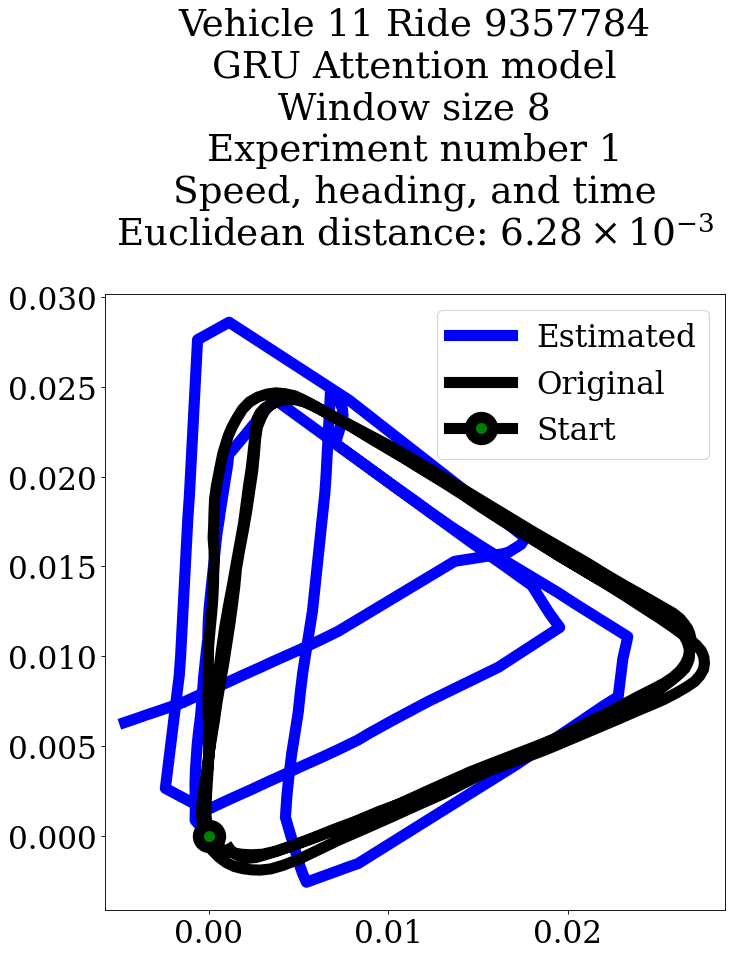 Vehicle 11 Ride 9357784
GRU Attention model
Window size 8
Experiment number 1
Speed, heading, and time
Euclidean distance: 6.28 × 10⁻³
0.030
Estimated
Original
Start
0.025
0.020
0.015
0.010
0.005
0.000
0.00 0.01 0.02